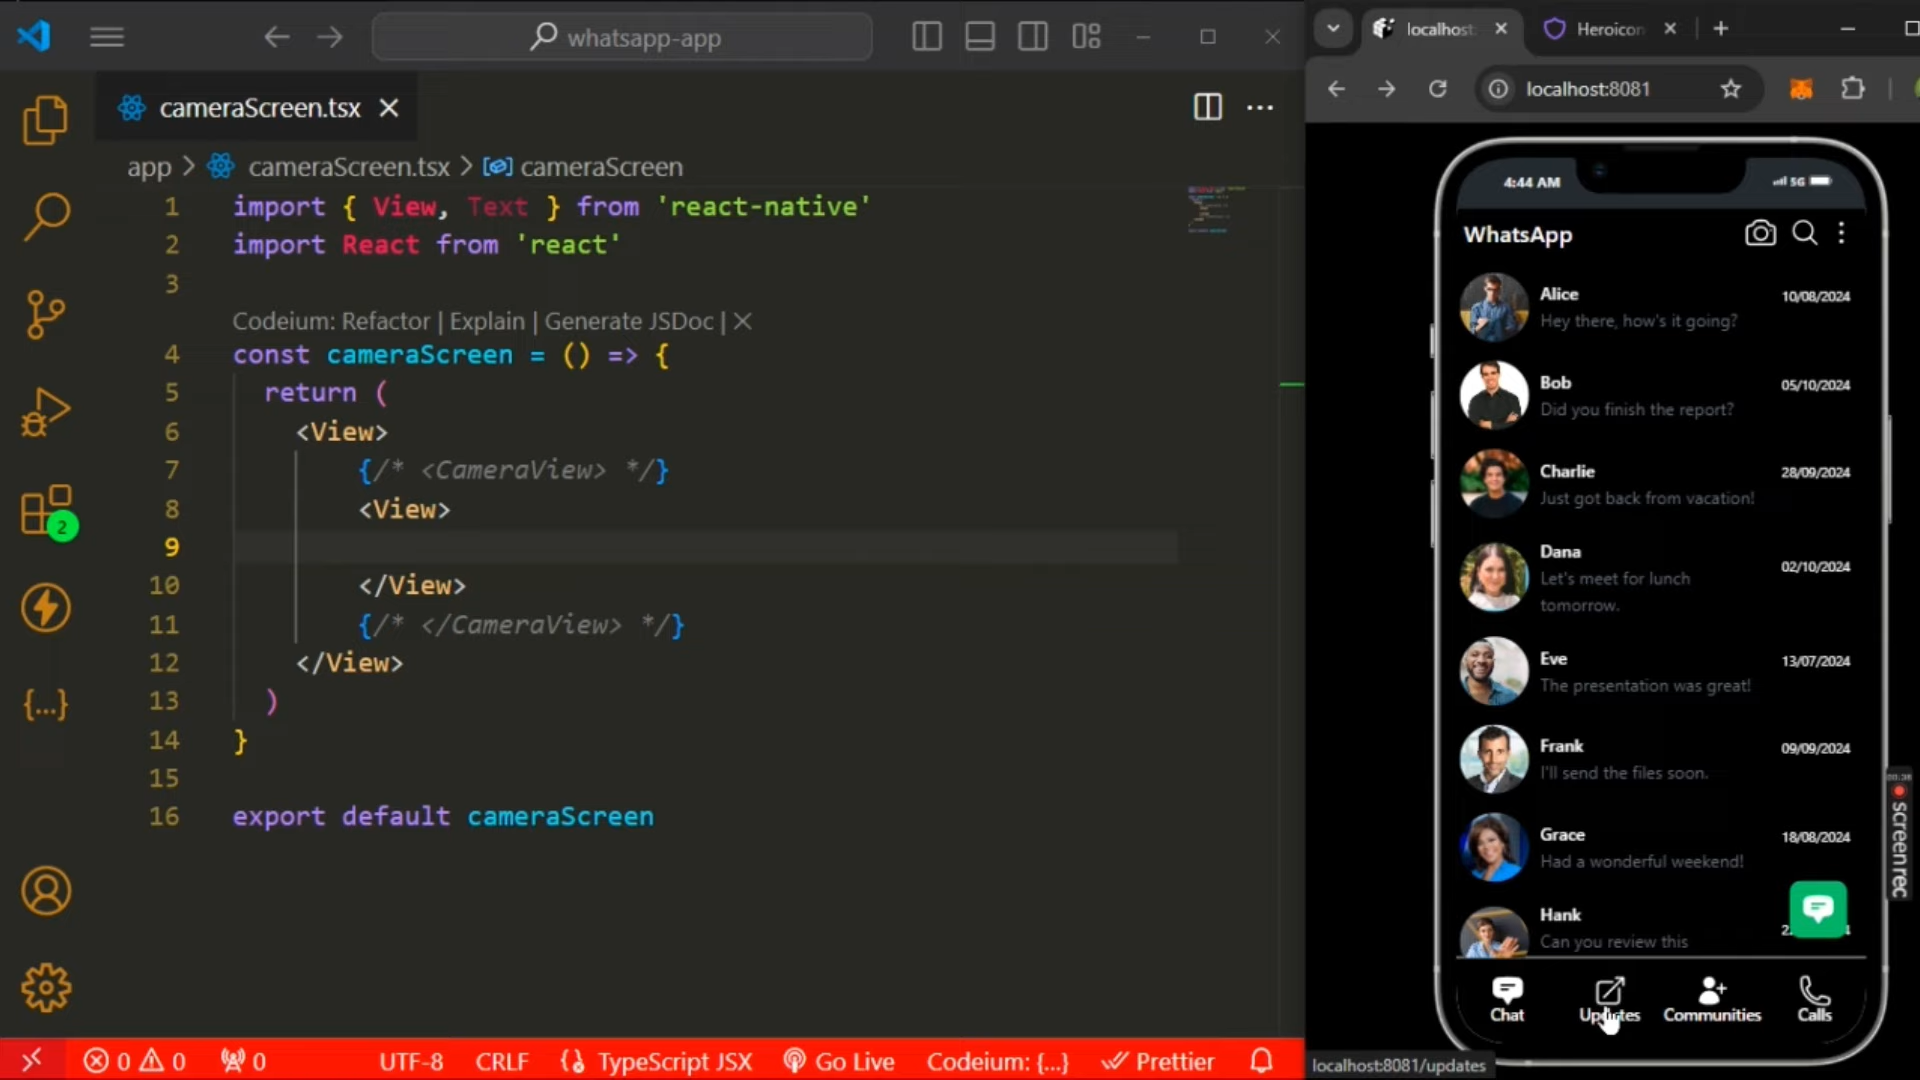 whatsapp-app
cameraScreen.tsx
app > cameraScreen.tsx > cameraScreen
1 import { View, Text } from 'react-native'
2 import React from 'react'
3
Codeium: Refactor | Explain | Generate JSDoc | ✕
4 const cameraScreen = () => {
5 return (
6 <View>
7 {/* <CameraView> */}
8 <View>
9
10 </View>
11 {/* </CameraView> */}
12 </View>
13 )
14 }
15
16 export default cameraScreen
2
{...}
0 0 0 UTF-8 CRLF TypeScript JSX Go Live Codeium: {...} Prettier
localhost: Heroicon
localhost:8081
4:44 AM 5G
WhatsApp
Alice 10/08/2024
Hey there, how's it going?
Bob 05/10/2024
Did you finish the report?
Charlie 28/09/2024
Just got back from vacation!
Dana 02/10/2024
Let's meet for lunch
tomorrow.
Eve 13/07/2024
The presentation was great!
Frank 09/09/2024
I'll send the files soon.
Grace 18/08/2024
Had a wonderful weekend!
Hank
Can you review this
Chat Updates Communities Calls
localhost:8081/updates
screen rec